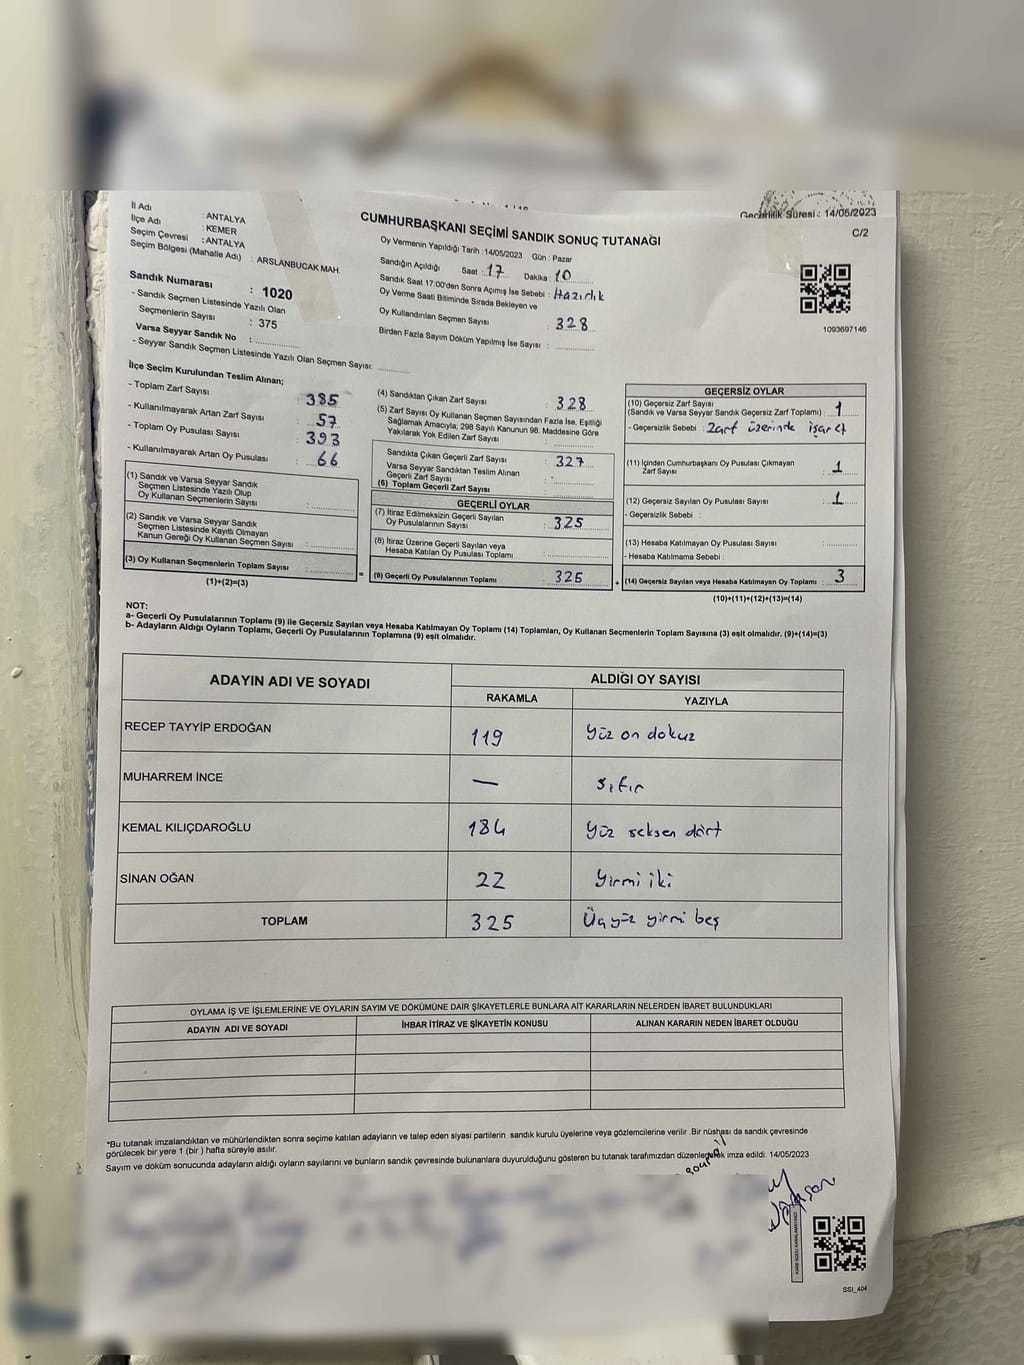 İl Adı : ANTALYA
İlçe Adı : KEMER
Seçim Çevresi : ANTALYA
Seçim Bölgesi (Mahalle Adı) : ARSLANBUCAK MAH.
Sandık Numarası : 1020
- Sandık Seçmen Listesinde Yazılı Olan
Seçmenlerin Sayısı : 375
Varsa Seyyar Sandık No :
- Seyyar Sandık Seçmen Listesinde Yazılı Olan Seçmen Sayısı:
CUMHURBAŞKANI SEÇİMİ SANDIK SONUÇ TUTANAĞI
Oy Vermenin Yapıldığı Tarih : 14/05/2023 Gün : Pazar
Sandığın Açıldığı Saat : 17 Dakika : 10
Sandık Saat 17:00'den Sonra Açımış İse Sebebi : Hazırlık
Oy Verme Saati Bitiminde Sırada Bekleyen ve
Oy Kullandırılan Seçmen Sayısı : 328
Birden Fazla Sayım Döküm Yapılmış İse Sayısı :
Geçerlilik Süresi : 14/05/2023
C/2
1093697146
İlçe Seçim Kurulundan Teslim Alınan;
- Toplam Zarf Sayısı : 385
- Kullanılmayarak Artan Zarf Sayısı : 57
- Toplam Oy Pusulası Sayısı : 393
- Kullanılmayarak Artan Oy Pusulası : 66
(1) Sandık ve Varsa Seyyar Sandık
Seçmen Listesinde Yazılı Olup
Oy Kullanan Seçmenlerin Sayısı :
(2) Sandık ve Varsa Seyyar Sandık
Seçmen Listesinde Kayıtlı Olmayan
Kanun Gereği Oy Kullanan Seçmen Sayısı :
(3) Oy Kullanan Seçmenlerin Toplam Sayısı :
(1)+(2)=(3)
(4) Sandıktan Çıkan Zarf Sayısı : 328
(5) Zarf Sayısı Oy Kullanan Seçmen Sayısından Fazla İse, Eşitliği
Sağlamak Amacıyla; 298 Sayılı Kanunun 98. Maddesine Göre
Yakılarak Yok Edilen Zarf Sayısı :
Sandıkta Çıkan Geçerli Zarf Sayısı : 327
Varsa Seyyar Sandıktan Teslim Alınan
Geçerli Zarf Sayısı :
(6) Toplam Geçerli Zarf Sayısı :
GEÇERLİ OYLAR
(7) İtiraz Edilmeksizin Geçerli Sayılan
Oy Pusulalarının Sayısı : 325
(8) İtiraz Üzerine Geçerli Sayılan veya
Hesaba Katılan Oy Pusulası Toplamı :
= (9) Geçerli Oy Pusulalarının Toplamı 325 +
GEÇERSİZ OYLAR
(10) Geçersiz Zarf Sayısı
(Sandık ve Varsa Seyyar Sandık Geçersiz Zarf Toplamı) : 1
- Geçersizlik Sebebi : Zarf üzerinde işaret
(11) İçinden Cumhurbaşkanı Oy Pusulası Çıkmayan
Zarf Sayısı : 1
(12) Geçersiz Sayılan Oy Pusulası Sayısı : 1
- Geçersizlik Sebebi :
(13) Hesaba Katılmayan Oy Pusulası Sayısı :
- Hesaba Katılmama Sebebi :
(14) Geçersiz Sayılan veya Hesaba Katılmayan Oy Toplamı : 3
(10)+(11)+(12)+(13)=(14)
NOT:
a- Geçerli Oy Pusulalarının Toplamı (9) ile Geçersiz Sayılan veya Hesaba Katılmayan Oy Toplamı (14) Toplamları, Oy Kullanan Seçmenlerin Toplam Sayısına (3) eşit olmalıdır. (9)+(14)=(3)
b- Adayların Aldığı Oyların Toplamı, Geçerli Oy Pusulalarının Toplamına (9) eşit olmalıdır.
ADAYIN ADI VE SOYADI ALDIĞI OY SAYISI
RAKAMLA YAZIYLA
RECEP TAYYİP ERDOĞAN 119 Yüz on dokuz
MUHARREM İNCE — sıfır
KEMAL KILIÇDAROĞLU 184 Yüz seksen dört
SİNAN OĞAN 22 Yirmi iki
TOPLAM 325 Üçyüz yirmi beş
OYLAMA İŞ VE İŞLEMLERİNE VE OYLARIN SAYIM VE DÖKÜMÜNE DAİR ŞİKAYETLERLE BUNLARA AİT KARARLARIN NELERDEN İBARET BULUNDUKLARI
ADAYIN ADI VE SOYADI İHBAR İTİRAZ VE ŞİKAYETİN KONUSU ALINAN KARARIN NEDEN İBARET OLDUĞU
*Bu tutanak imzalandıktan ve mühürlendikten sonra seçime katılan adayların ve talep eden siyasi partilerin sandık kurulu üyelerine veya gözlemcilerine verilir .Bir nüshası da sandık çevresinde
görülecek bir yere 1 (bir ) hafta süreyle asılır.
Sayım ve döküm sonucunda adayların aldığı oyların sayılarını ve bunların sandık çevresinde bulunanlara duyurulduğunu gösteren bu tutanak tarafımızdan düzenlenerek imza edildi. 14/05/2023
SSI_404